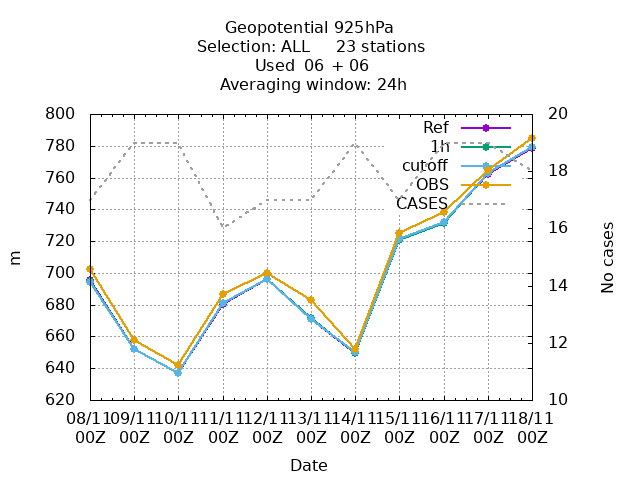 Geopotential 925hPa
Selection: ALL 23 stations
Used 06 + 06
Averaging window: 24h
800
780
760
740
720
700
680
660
640
620
m
20
18
16
14
12
10
No cases
Ref
1h
cutoff
OBS
CASES
08/11 09/11 10/11 11/11 12/11 13/11 14/11 15/11 16/11 17/11 18/11
00Z 00Z 00Z 00Z 00Z 00Z 00Z 00Z 00Z 00Z 00Z
Date